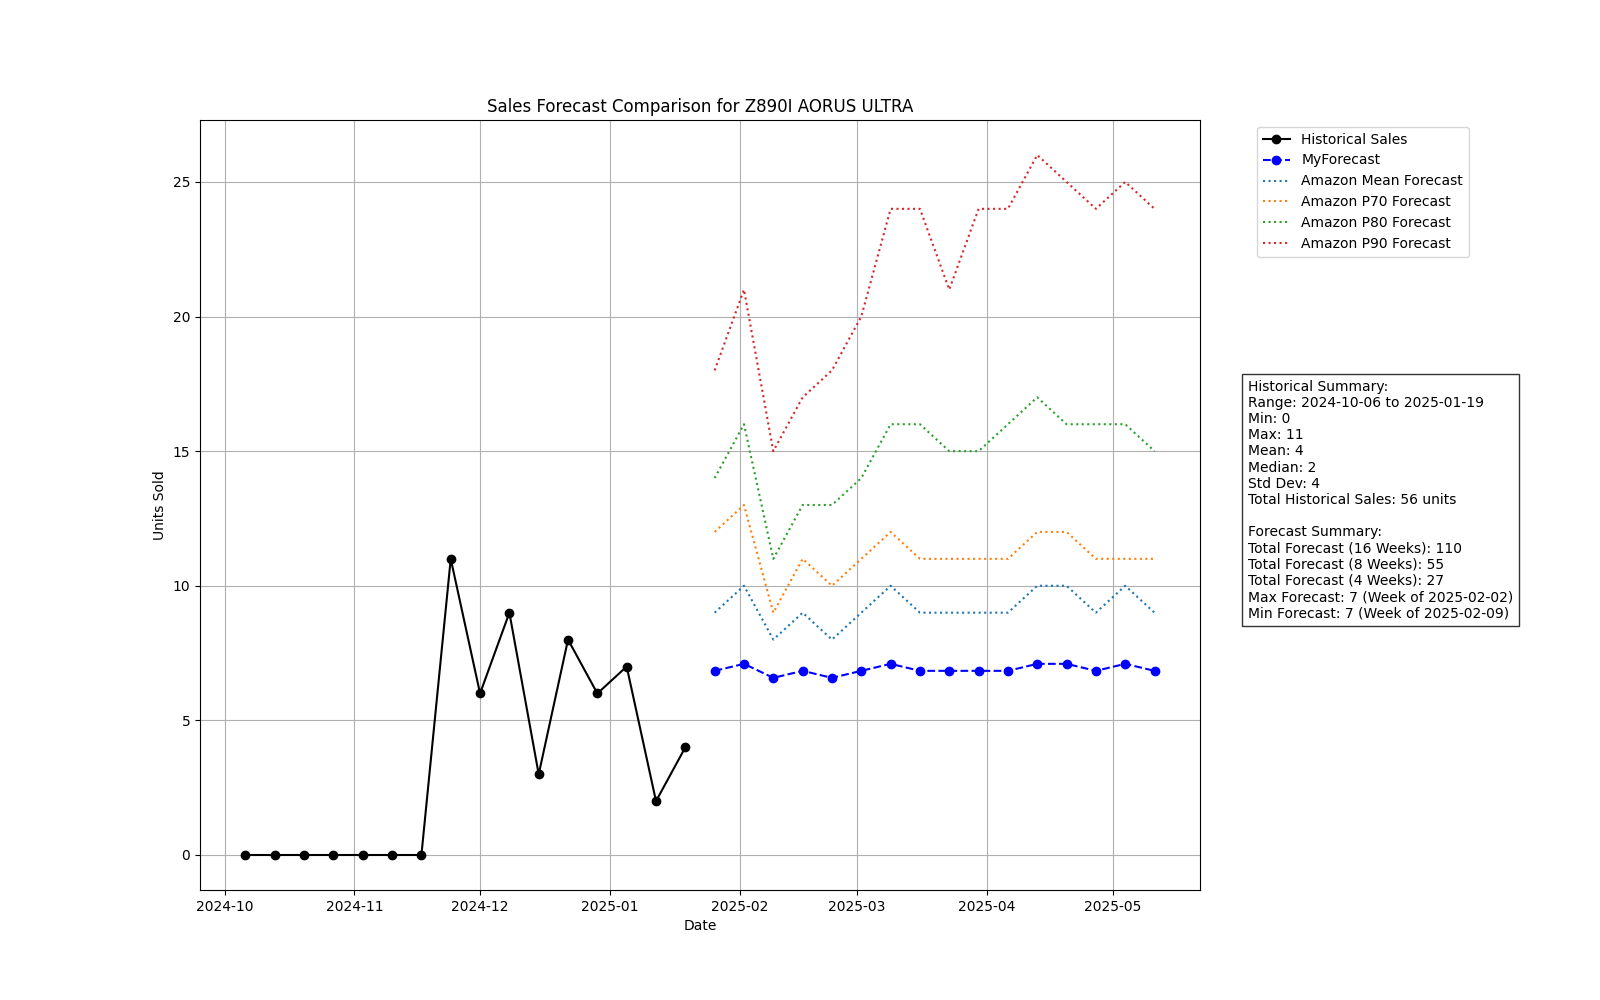 Sales Forecast Comparison for Z890I AORUS ULTRA
Historical Sales
MyForecast
Amazon Mean Forecast
Amazon P70 Forecast
Amazon P80 Forecast
Amazon P90 Forecast
25
20
15
10
5
0
Units Sold
Historical Summary:
Range: 2024-10-06 to 2025-01-19
Min: 0
Max: 11
Mean: 4
Median: 2
Std Dev: 4
Total Historical Sales: 56 units
Forecast Summary:
Total Forecast (16 Weeks): 110
Total Forecast (8 Weeks): 55
Total Forecast (4 Weeks): 27
Max Forecast: 7 (Week of 2025-02-02)
Min Forecast: 7 (Week of 2025-02-09)
2024-10 2024-11 2024-12 2025-01 2025-02 2025-03 2025-04 2025-05
Date